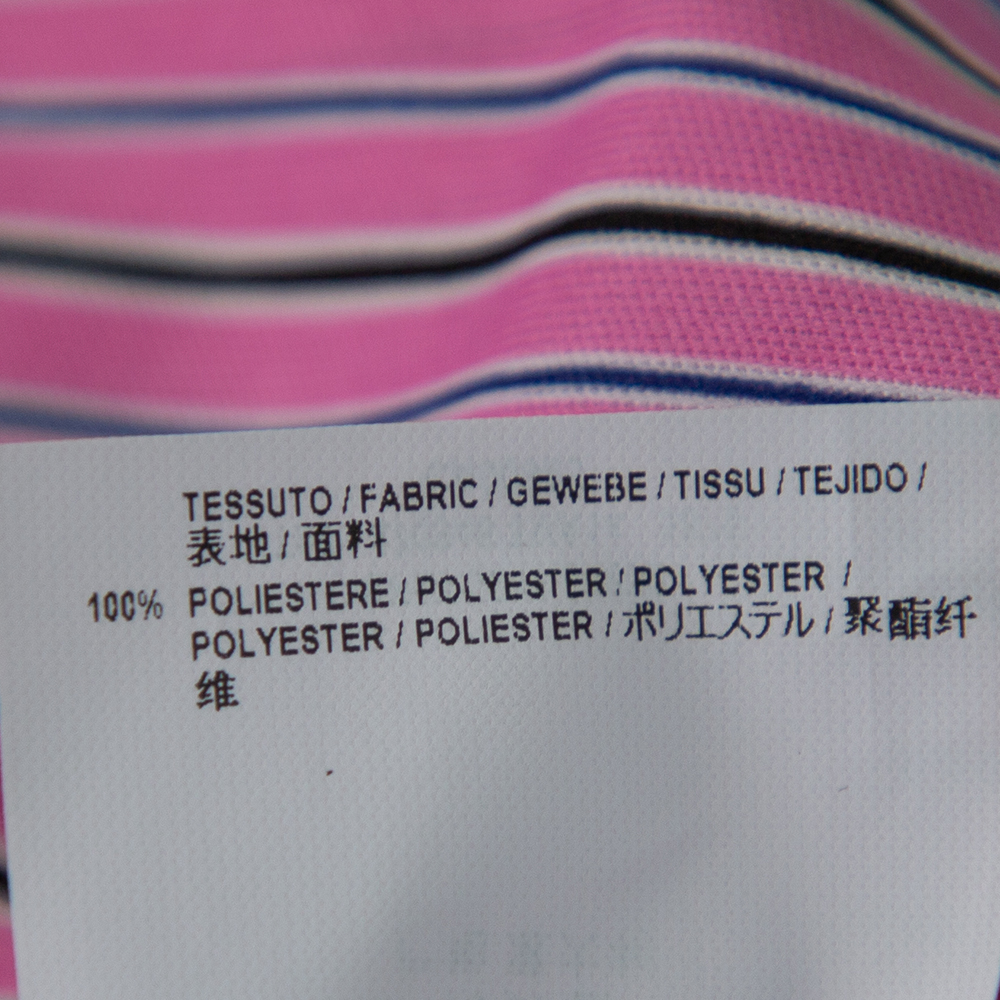 TESSUTO / FABRIC / GEWEBE / TISSU / TEJIDO /
表地 / 面料
100% POLIESTERE / POLYESTER / POLYESTER /
POLYESTER / POLIESTER / ポリエステル / 聚酯纤
维